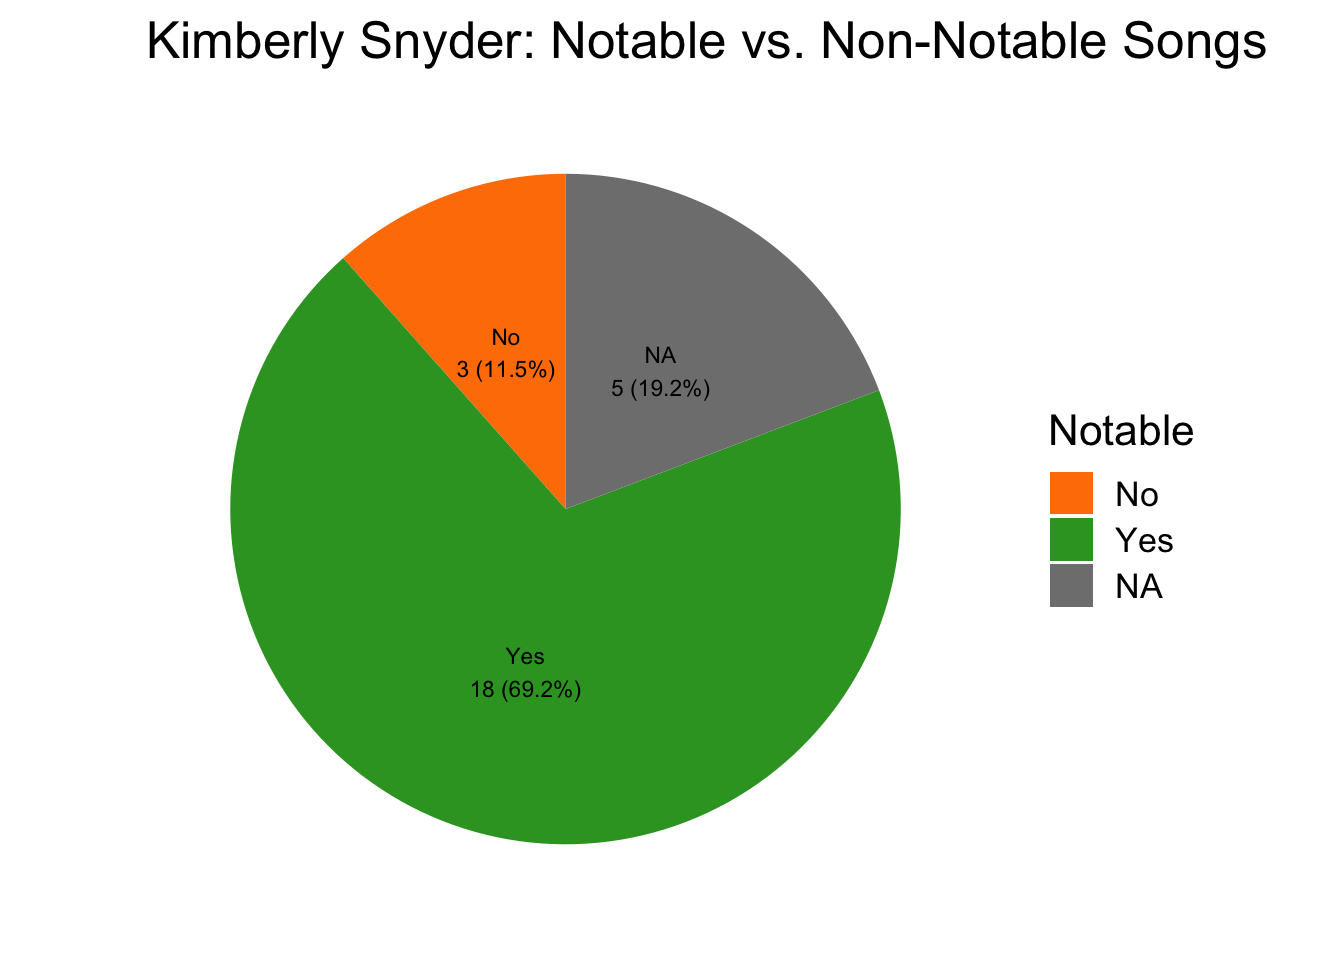 Kimberly Snyder: Notable vs. Non-Notable Songs
No
3 (11.5%)
NA
5 (19.2%)
Yes
18 (69.2%)
Notable
No
Yes
NA